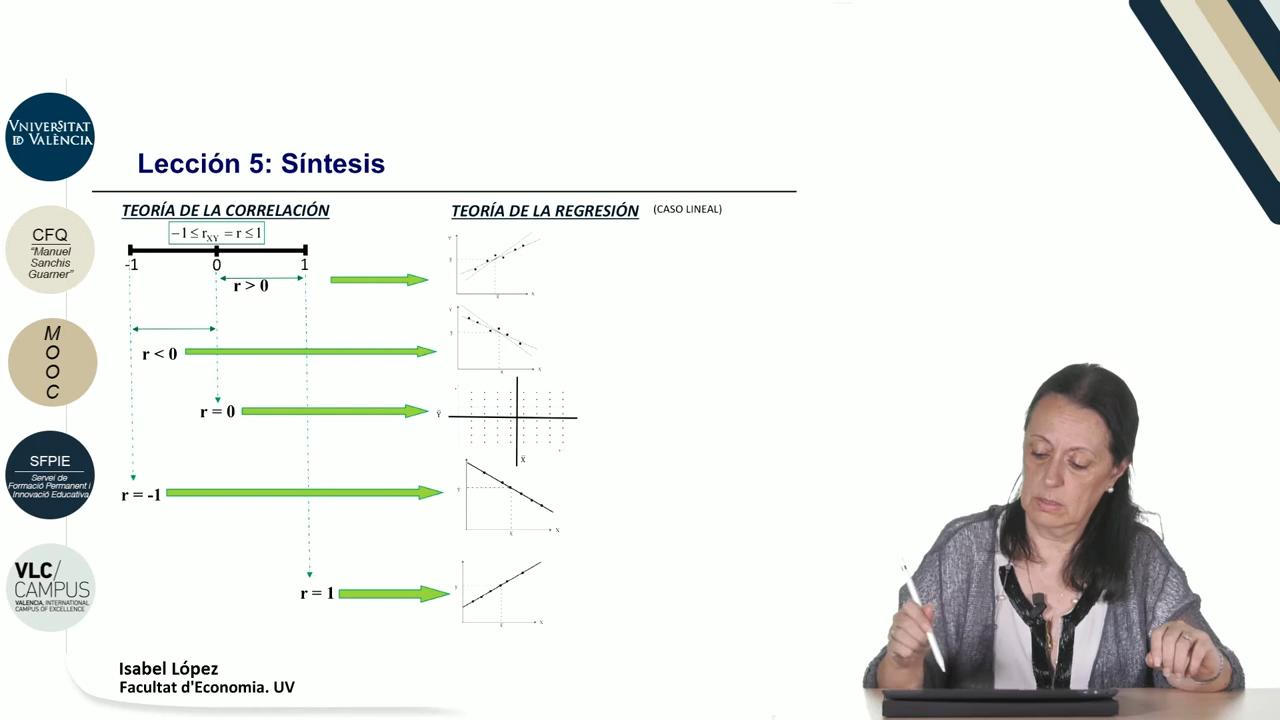 VNIVERSITAT
DE VALÈNCIA
CFQ
"Manuel
Sanchis
Guarner"
M
O
O
C
SFPIE
Servei de
Formació Permanent i
Innovació Educativa
VLC/
CAMPUS
VALENCIA, INTERNATIONAL
CAMPUS OF EXCELLENCE
Lección 5: Síntesis
TEORÍA DE LA CORRELACIÓN
−1 ≤ rXY = r ≤ 1
-1 0 1
r > 0
r < 0
r = 0
r = -1
r = 1
TEORÍA DE LA REGRESIÓN (CASO LINEAL)
Isabel López
Facultat d'Economia. UV